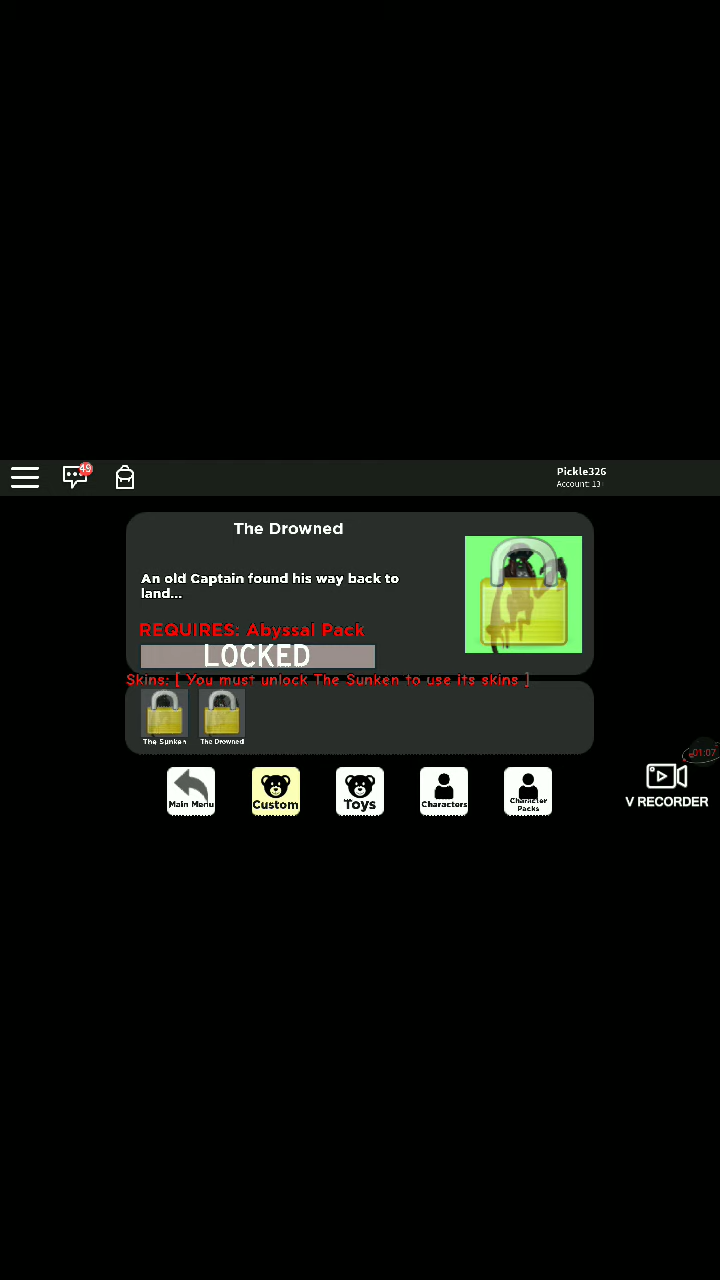 49
Pickle326
Account: 13+
The Drowned
An old Captain found his way back to
land...
REQUIRES: Abyssal Pack
LOCKED
Skins: [ You must unlock The Sunken to use its skins ]
The Sunken
The Drowned
01:07
V RECORDER
Main Menu
Custom
Toys
Characters
Character
Packs